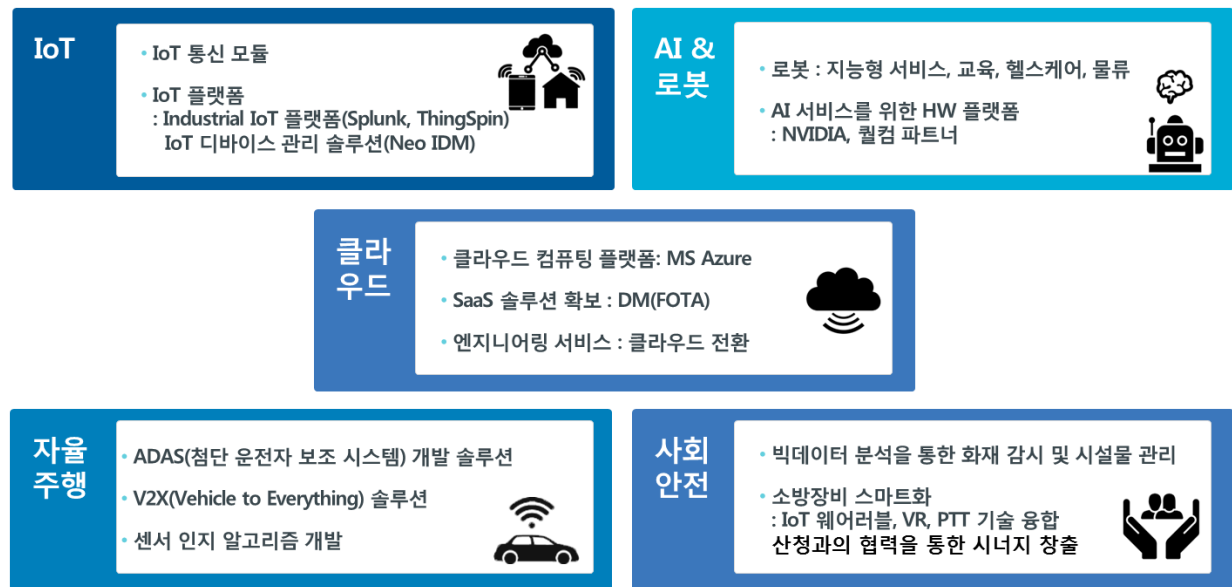 IoT
• IoT 통신 모듈
• IoT 플랫폼
: Industrial IoT 플랫폼(Splunk, ThingSpin)
IoT 디바이스 관리 솔루션(Neo IDM)
AI &
로봇
• 로봇 : 지능형 서비스, 교육, 헬스케어, 물류
• AI 서비스를 위한 HW 플랫폼
: NVIDIA, 퀄컴 파트너
클라
우드
• 클라우드 컴퓨팅 플랫폼: MS Azure
• SaaS 솔루션 확보 : DM(FOTA)
• 엔지니어링 서비스 : 클라우드 전환
자율
주행
• ADAS(첨단 운전자 보조 시스템) 개발 솔루션
• V2X(Vehicle to Everything) 솔루션
• 센서 인지 알고리즘 개발
사회
안전
• 빅데이터 분석을 통한 화재 감시 및 시설물 관리
• 소방장비 스마트화
: IoT 웨어러블, VR, PTT 기술 융합
산청과의 협력을 통한 시너지 창출